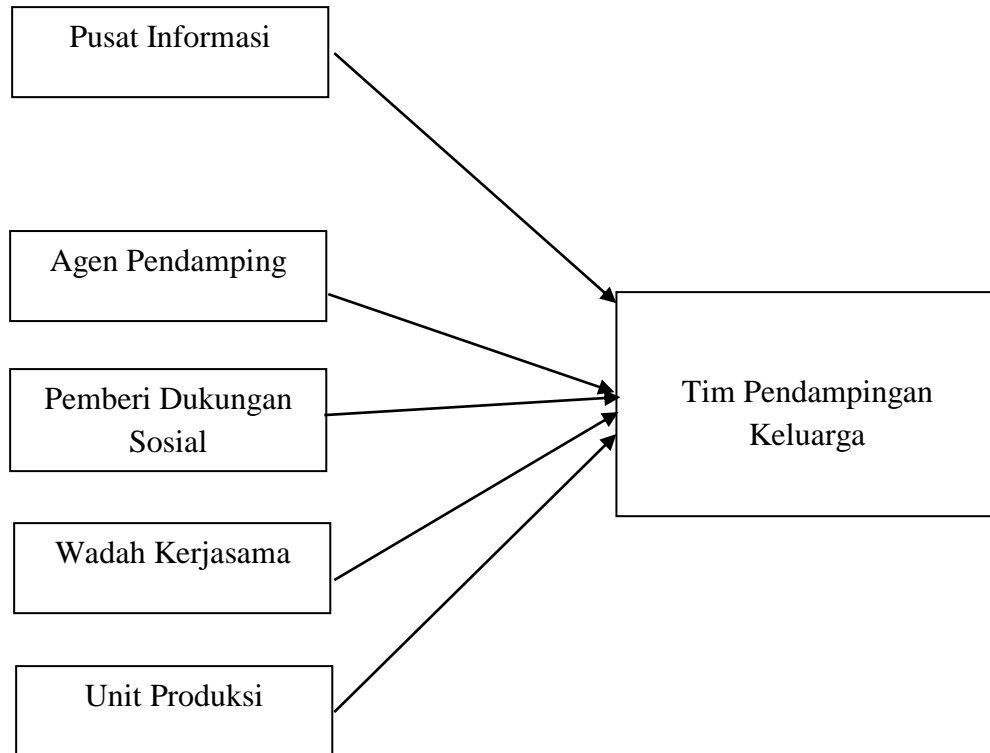 Pusat Informasi
Agen Pendamping
Pemberi Dukungan
Sosial
Wadah Kerjasama
Unit Produksi
Tim Pendampingan
Keluarga